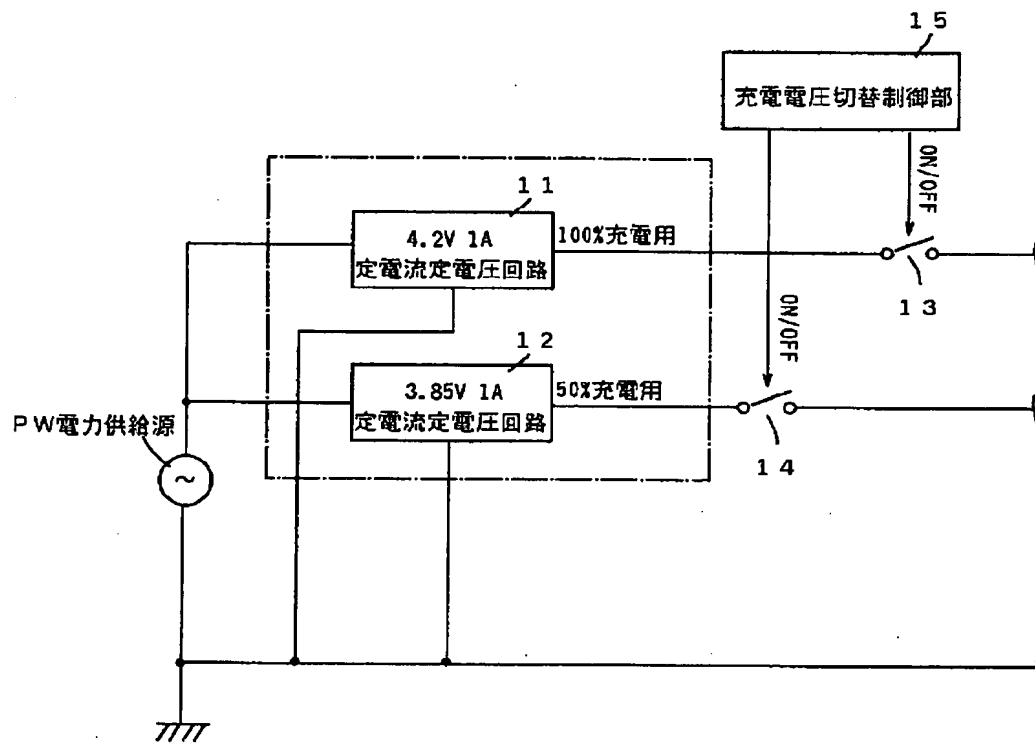 15
充電電圧切替制御部
ON/OFF
11
4.2V 1A
定電流定電圧回路
100%充電用
13
ON/OFF
12
3.85V 1A
定電流定電圧回路
50%充電用
14
PW電力供給源
~